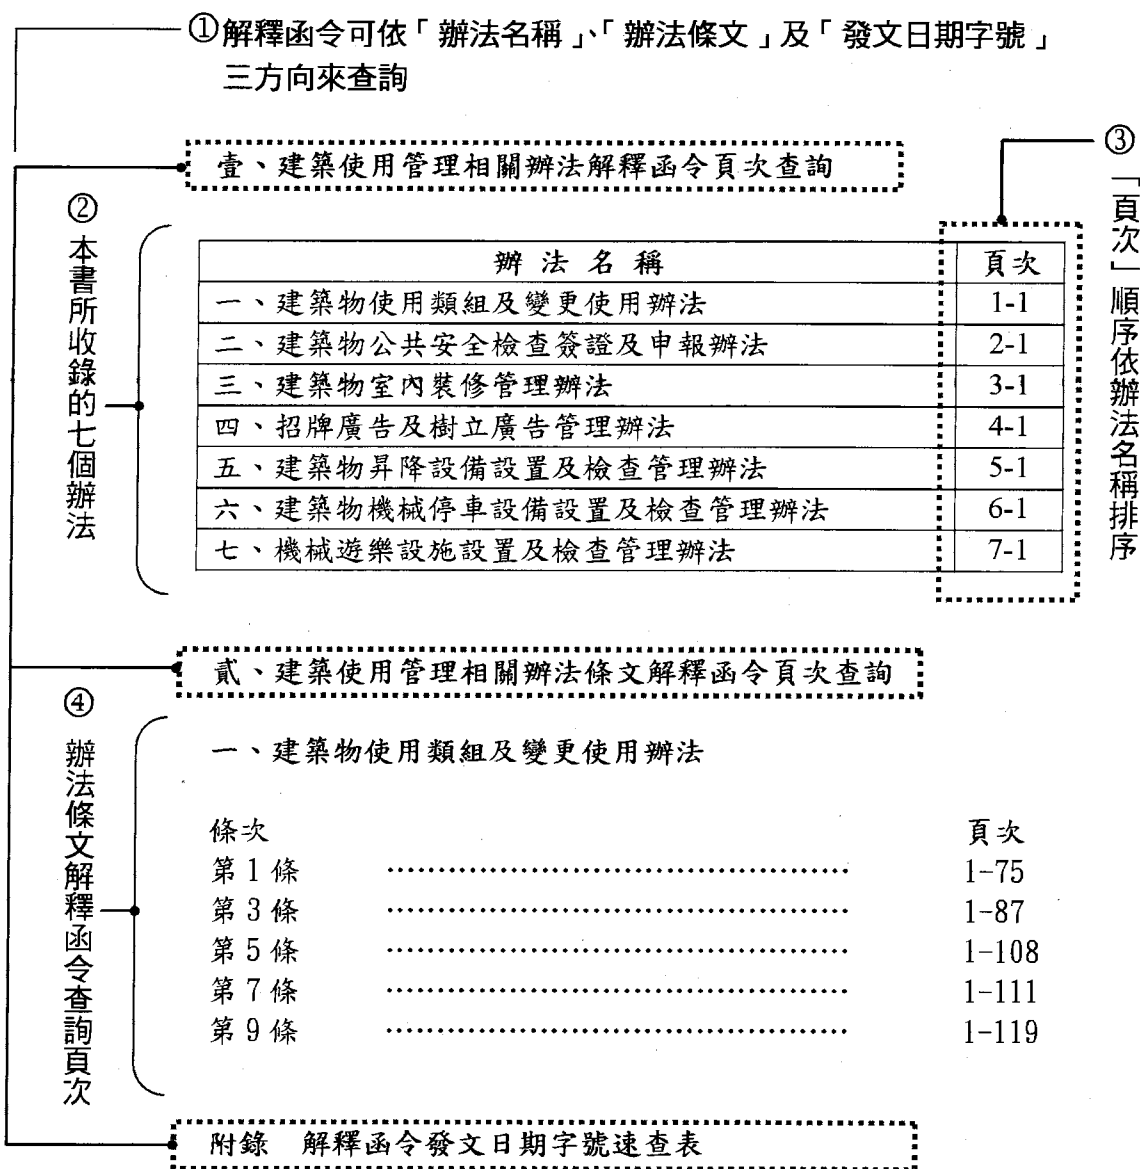 ①解釋函令可依「辦法名稱」、「辦法條文」及「發文日期字號」
三方向來查詢
壹、建築使用管理相關辦法解釋函令頁次查詢
②本書所收錄的七個辦法
辦法名稱 頁次
一、建築物使用類組及變更使用辦法 1-1
二、建築物公共安全檢查簽證及申報辦法 2-1
三、建築物室內裝修管理辦法 3-1
四、招牌廣告及樹立廣告管理辦法 4-1
五、建築物昇降設備設置及檢查管理辦法 5-1
六、建築物機械停車設備設置及檢查管理辦法 6-1
七、機械遊樂設施設置及檢查管理辦法 7-1
③「頁次」順序依辦法名稱排序
貳、建築使用管理相關辦法條文解釋函令頁次查詢
④辦法條文解釋函令查詢頁次
一、建築物使用類組及變更使用辦法
條次 頁次
第1條 ………………………………………… 1-75
第3條 ………………………………………… 1-87
第5條 ………………………………………… 1-108
第7條 ………………………………………… 1-111
第9條 ………………………………………… 1-119
附錄 解釋函令發文日期字號速查表